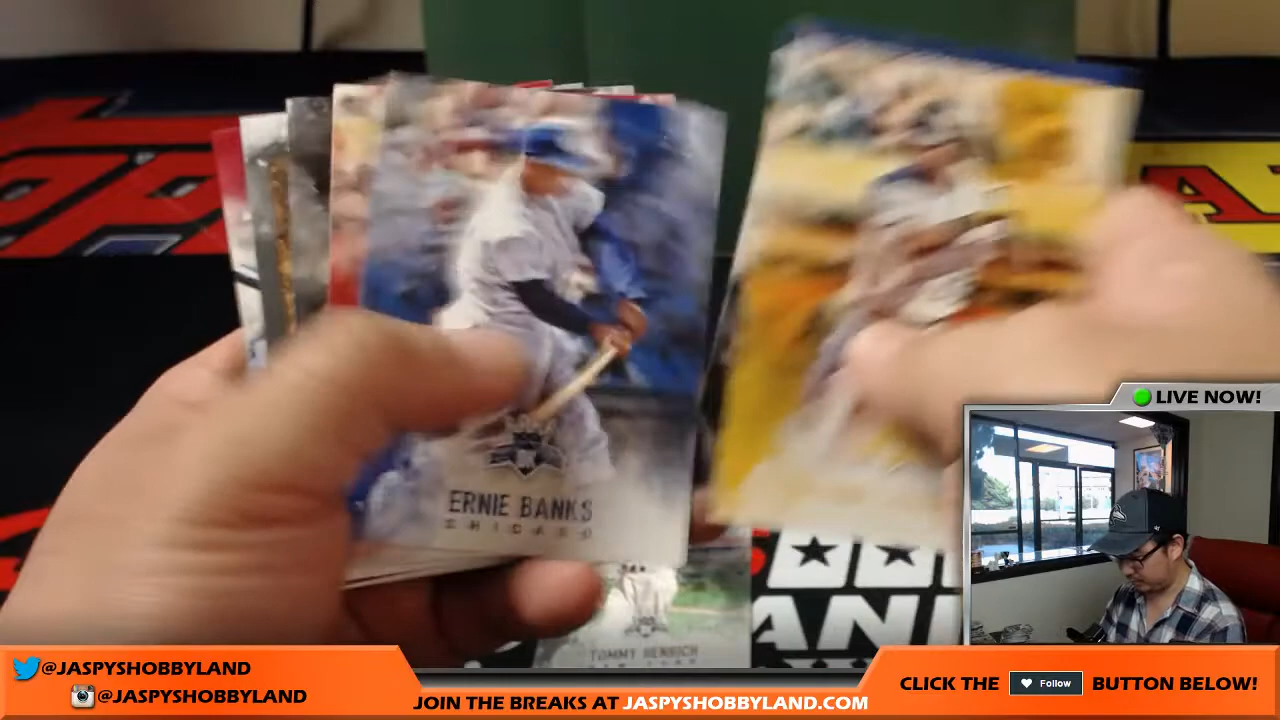 ERNIE BANKS
CHICAGO
TOMMY HENRICH
LIVE NOW!
@JASPYSHOBBYLAND
@JASPYSHOBBYLAND
JOIN THE BREAKS AT JASPYSHOBBYLAND.COM
CLICK THE Follow BUTTON BELOW!